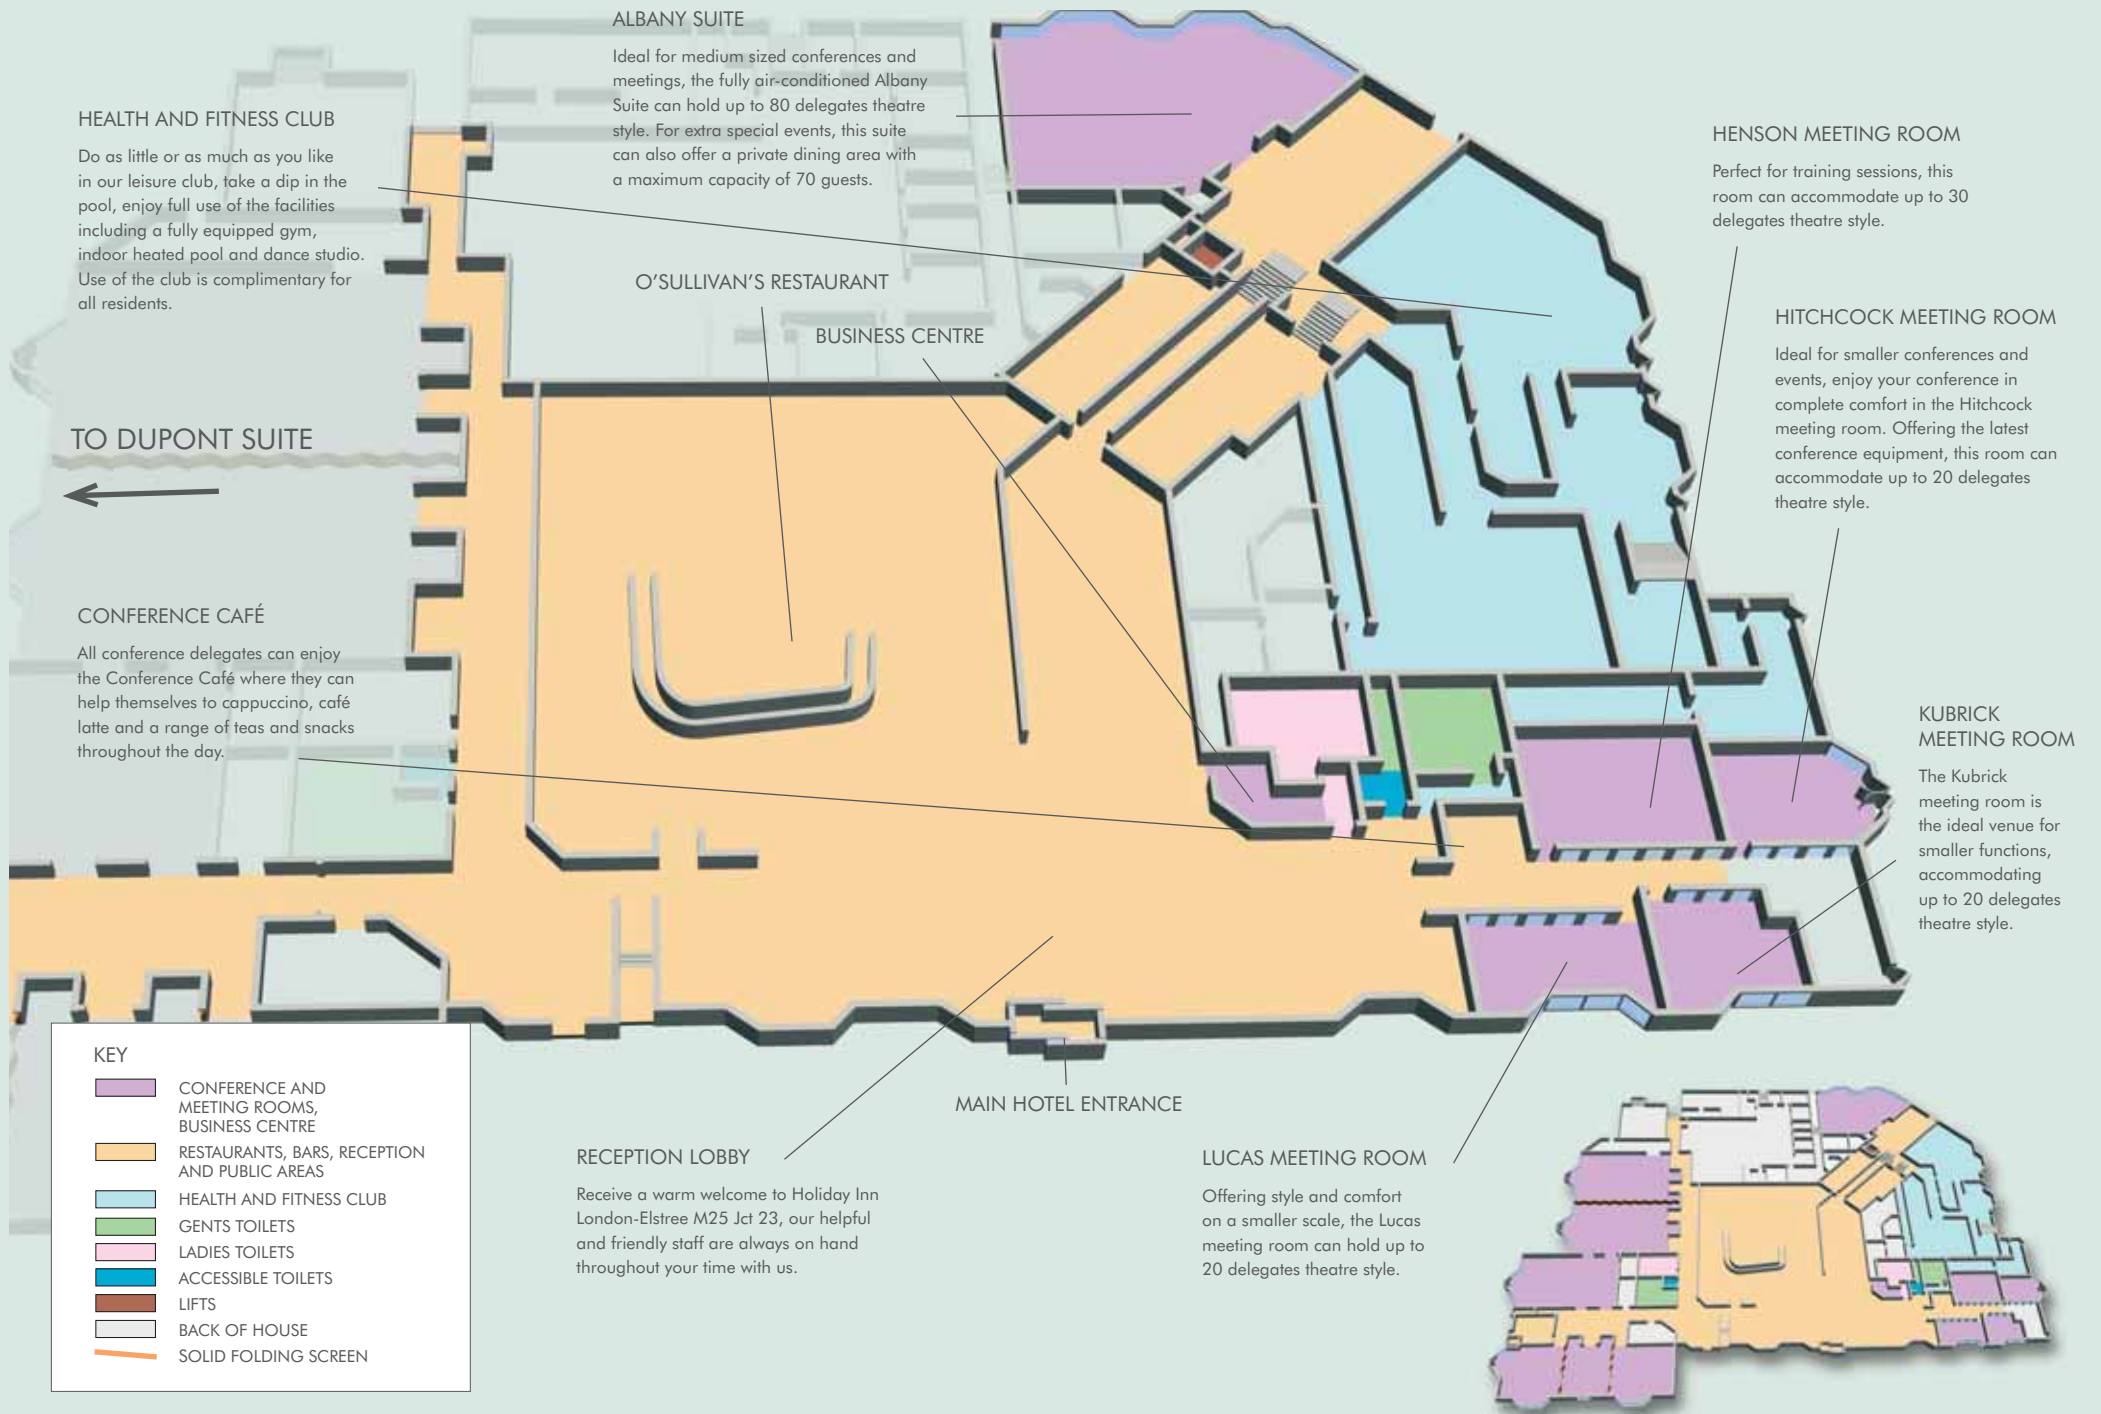 ALBANY SUITE
Ideal for medium sized conferences and
meetings, the fully air-conditioned Albany
Suite can hold up to 80 delegates theatre
style. For extra special events, this suite
can also offer a private dining area with
a maximum capacity of 70 guests.
HEALTH AND FITNESS CLUB
Do as little or as much as you like
in our leisure club, take a dip in the
pool, enjoy full use of the facilities
including a fully equipped gym,
indoor heated pool and dance studio.
Use of the club is complimentary for
all residents.
HENSON MEETING ROOM
Perfect for training sessions, this
room can accommodate up to 30
delegates theatre style.
O'SULLIVAN'S RESTAURANT
BUSINESS CENTRE
HITCHCOCK MEETING ROOM
Ideal for smaller conferences and
events, enjoy your conference in
complete comfort in the Hitchcock
meeting room. Offering the latest
conference equipment, this room can
accommodate up to 20 delegates
theatre style.
TO DUPONT SUITE
CONFERENCE CAFÉ
All conference delegates can enjoy
the Conference Café where they can
help themselves to cappuccino, café
latte and a range of teas and snacks
throughout the day.
KUBRICK
MEETING ROOM
The Kubrick
meeting room is
the ideal venue for
smaller functions,
accommodating
up to 20 delegates
theatre style.
KEY
CONFERENCE AND
MEETING ROOMS,
BUSINESS CENTRE
RESTAURANTS, BARS, RECEPTION
AND PUBLIC AREAS
HEALTH AND FITNESS CLUB
GENTS TOILETS
LADIES TOILETS
ACCESSIBLE TOILETS
LIFTS
BACK OF HOUSE
SOLID FOLDING SCREEN
MAIN HOTEL ENTRANCE
RECEPTION LOBBY
Receive a warm welcome to Holiday Inn
London-Elstree M25 Jct 23, our helpful
and friendly staff are always on hand
throughout your time with us.
LUCAS MEETING ROOM
Offering style and comfort
on a smaller scale, the Lucas
meeting room can hold up to
20 delegates theatre style.